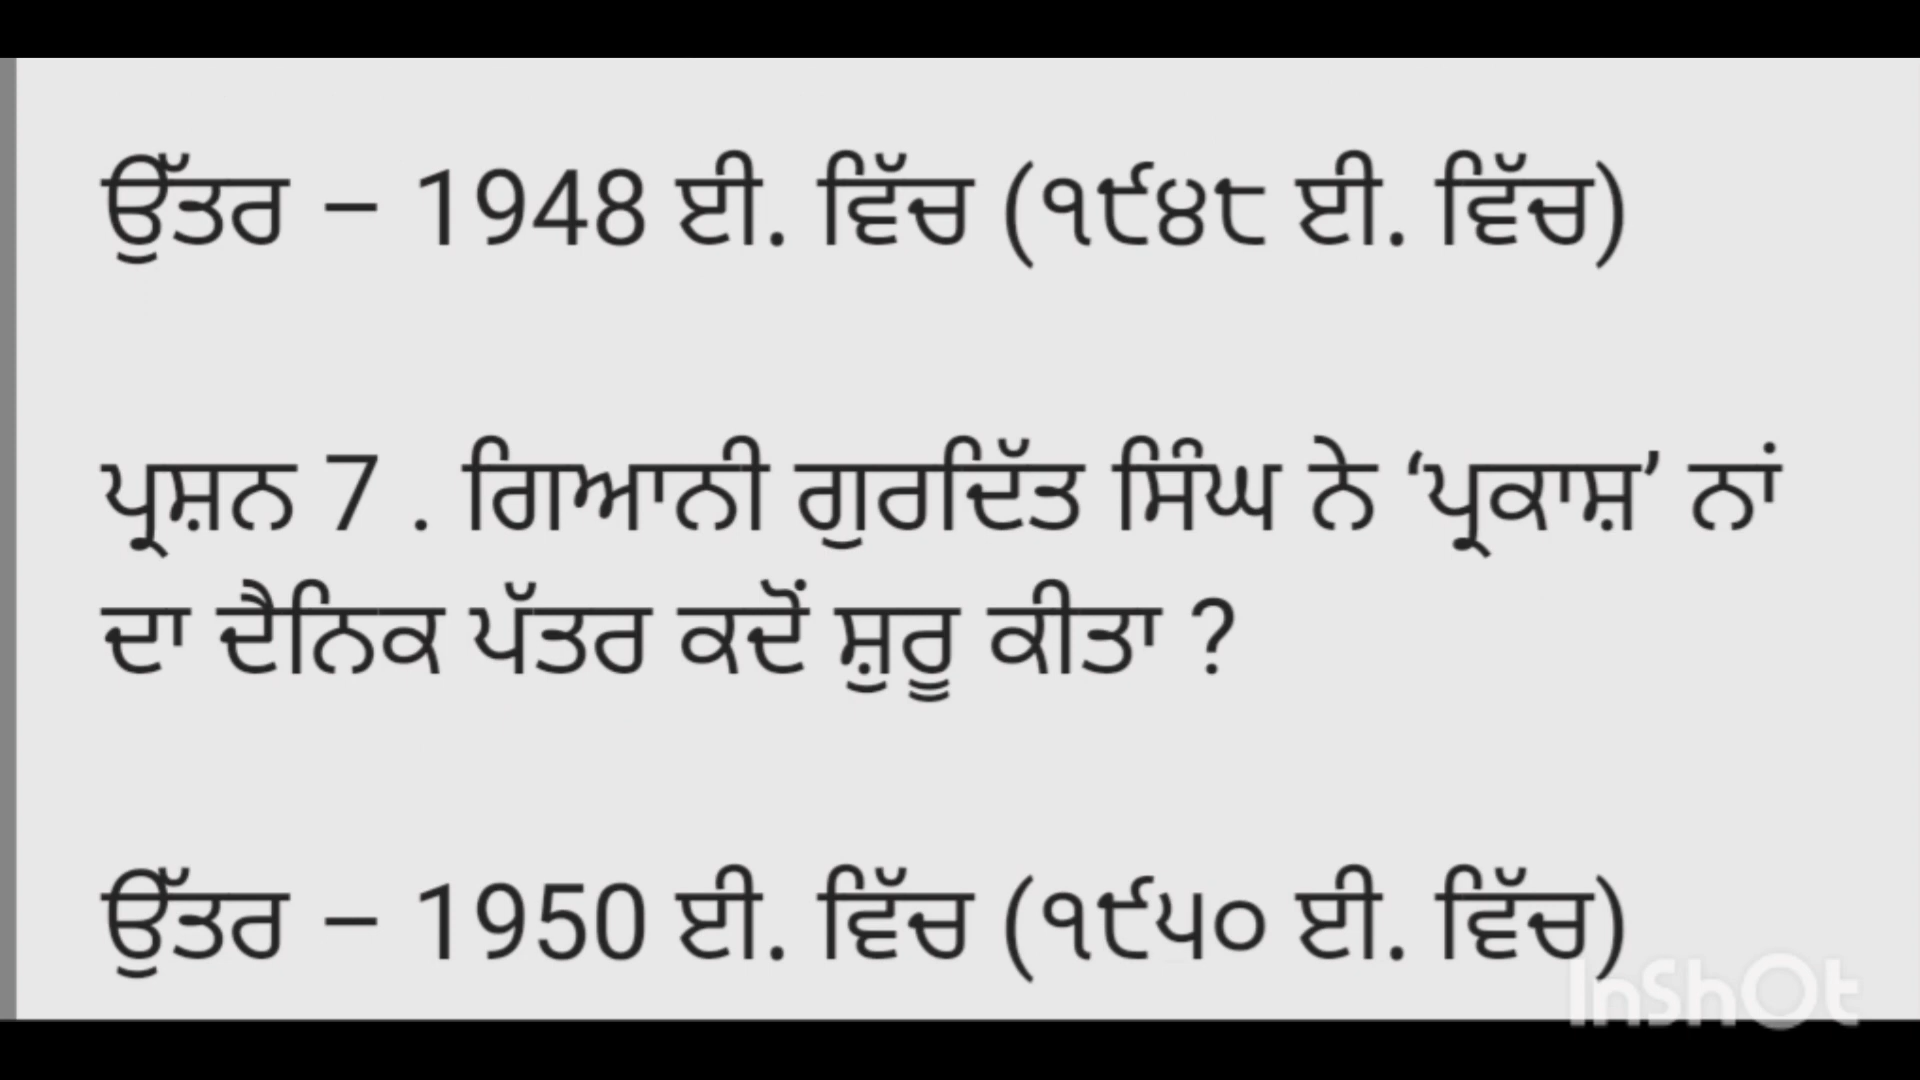 ਉੱਤਰ – 1948 ਈ. ਵਿੱਚ (੧੯੪੮ ਈ. ਵਿੱਚ)
ਪ੍ਰਸ਼ਨ 7 . ਗਿਆਨੀ ਗੁਰਦਿੱਤ ਸਿੰਘ ਨੇ ‘ਪ੍ਰਕਾਸ਼’ ਨਾਂ
ਦਾ ਦੈਨਿਕ ਪੱਤਰ ਕਦੋਂ ਸ਼ੁਰੂ ਕੀਤਾ ?
ਉੱਤਰ – 1950 ਈ. ਵਿੱਚ (੧੯੫੦ ਈ. ਵਿੱਚ)
InShOt